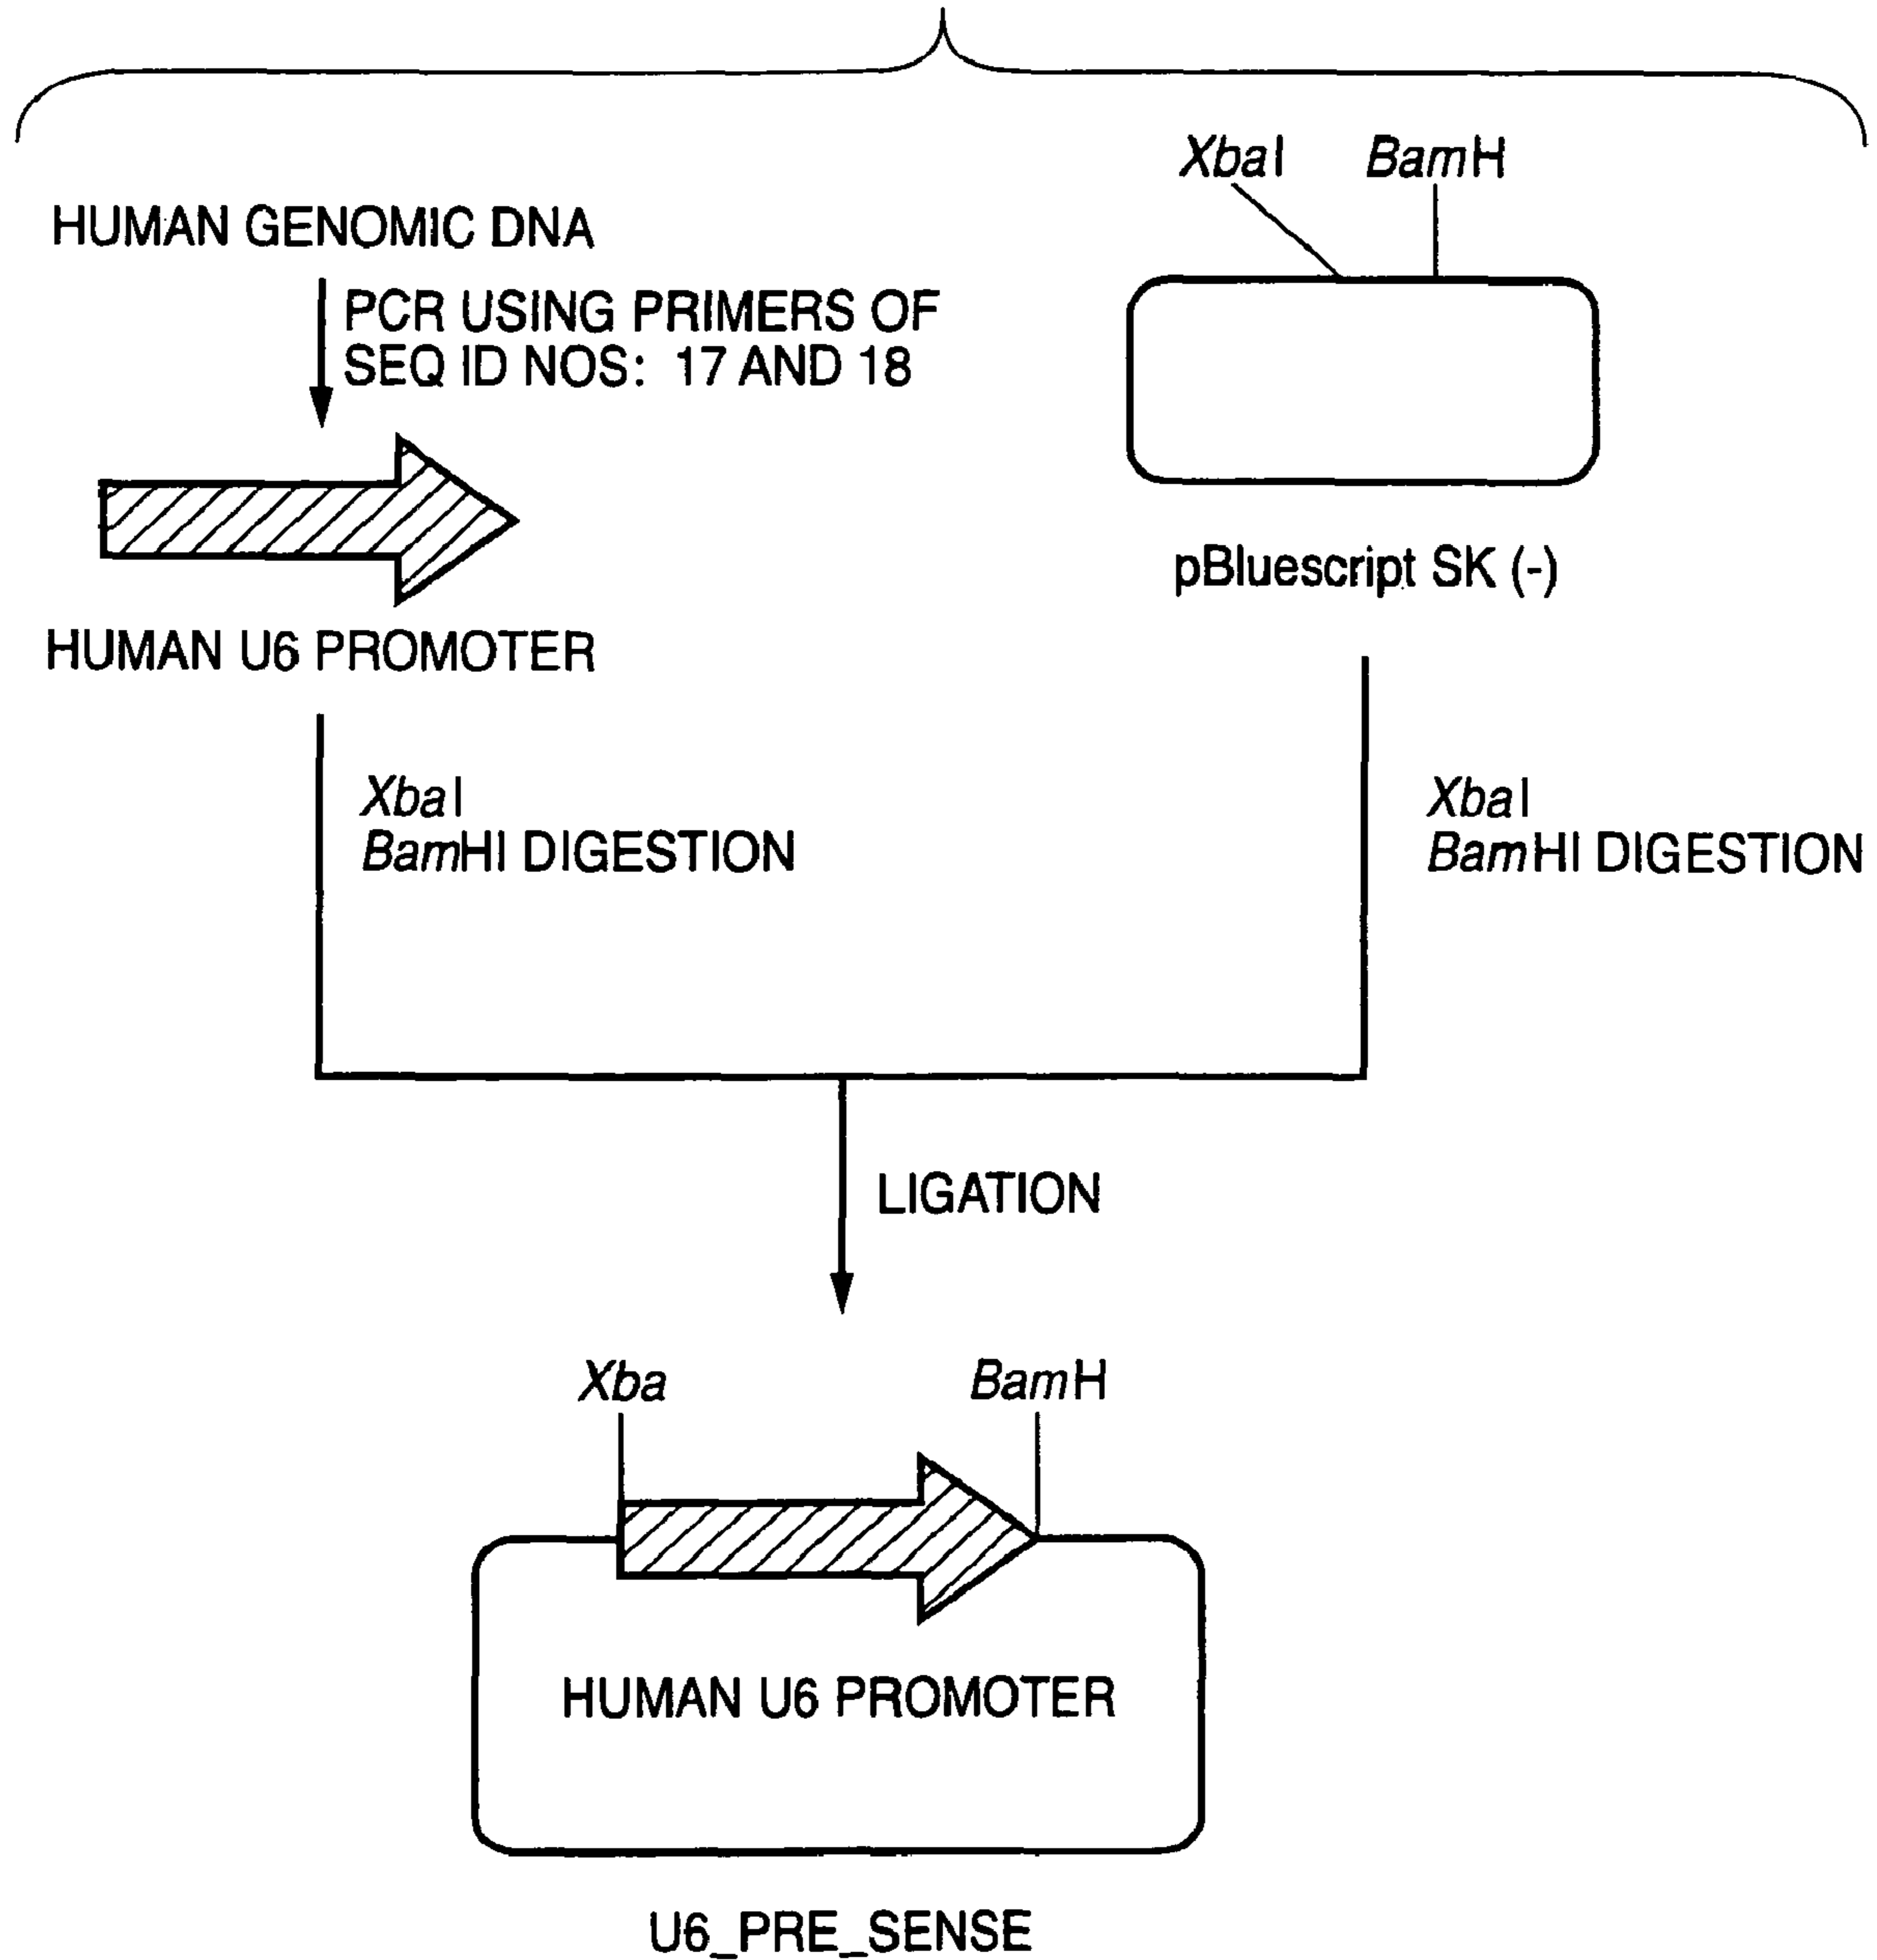 XbaI BamH
HUMAN GENOMIC DNA
PCR USING PRIMERS OF
SEQ ID NOS: 17 AND 18
pBluescript SK (-)
HUMAN U6 PROMOTER
XbaI
BamHI DIGESTION
XbaI
BamHI DIGESTION
LIGATION
Xba BamH
HUMAN U6 PROMOTER
U6_PRE_SENSE